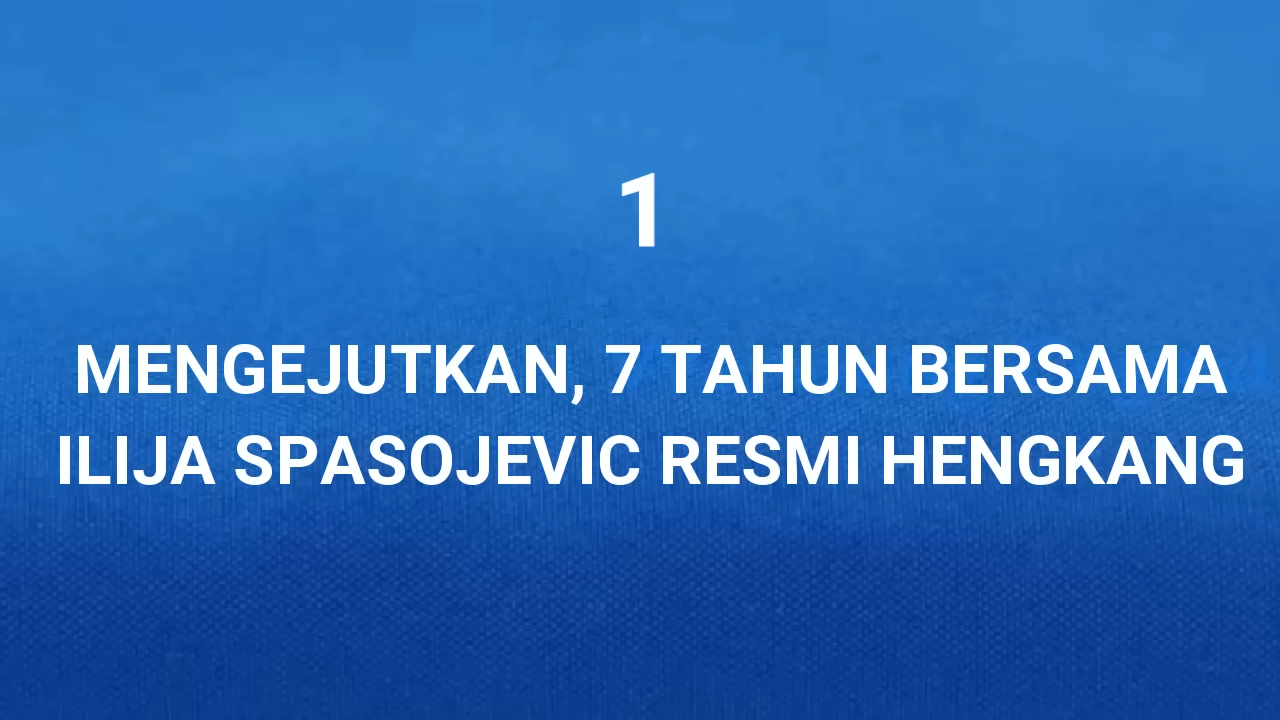 1
MENGEJUTKAN, 7 TAHUN BERSAMA
ILIJA SPASOJEVIC RESMI HENGKANG